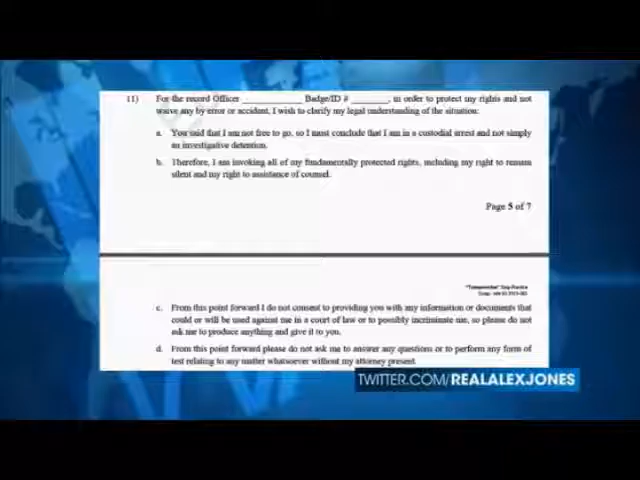 11) For the record Officer ____________ Badge/ID # ________, in order to protect my rights and not
waive any by error or accident, I wish to clarify my legal understanding of the situation:
a. You said that I am not free to go, so I must conclude that I am in a custodial arrest and not simply
an investigative detention.
b. Therefore, I am invoking all of my fundamentally protected rights, including my right to remain
silent and my right to assistance of counsel.
Page 5 of 7
"Transportation" Stop Practice
c. From this point forward I do not consent to providing you with any information or documents that
could or will be used against me in a court of law or to possibly incriminate me, so please do not
ask me to produce anything and give it to you.
d. From this point forward please do not ask me to answer any questions or to perform any form of
test relating to any matter whatsoever without my attorney present.
TWITTER.COM/REALALEXJONES